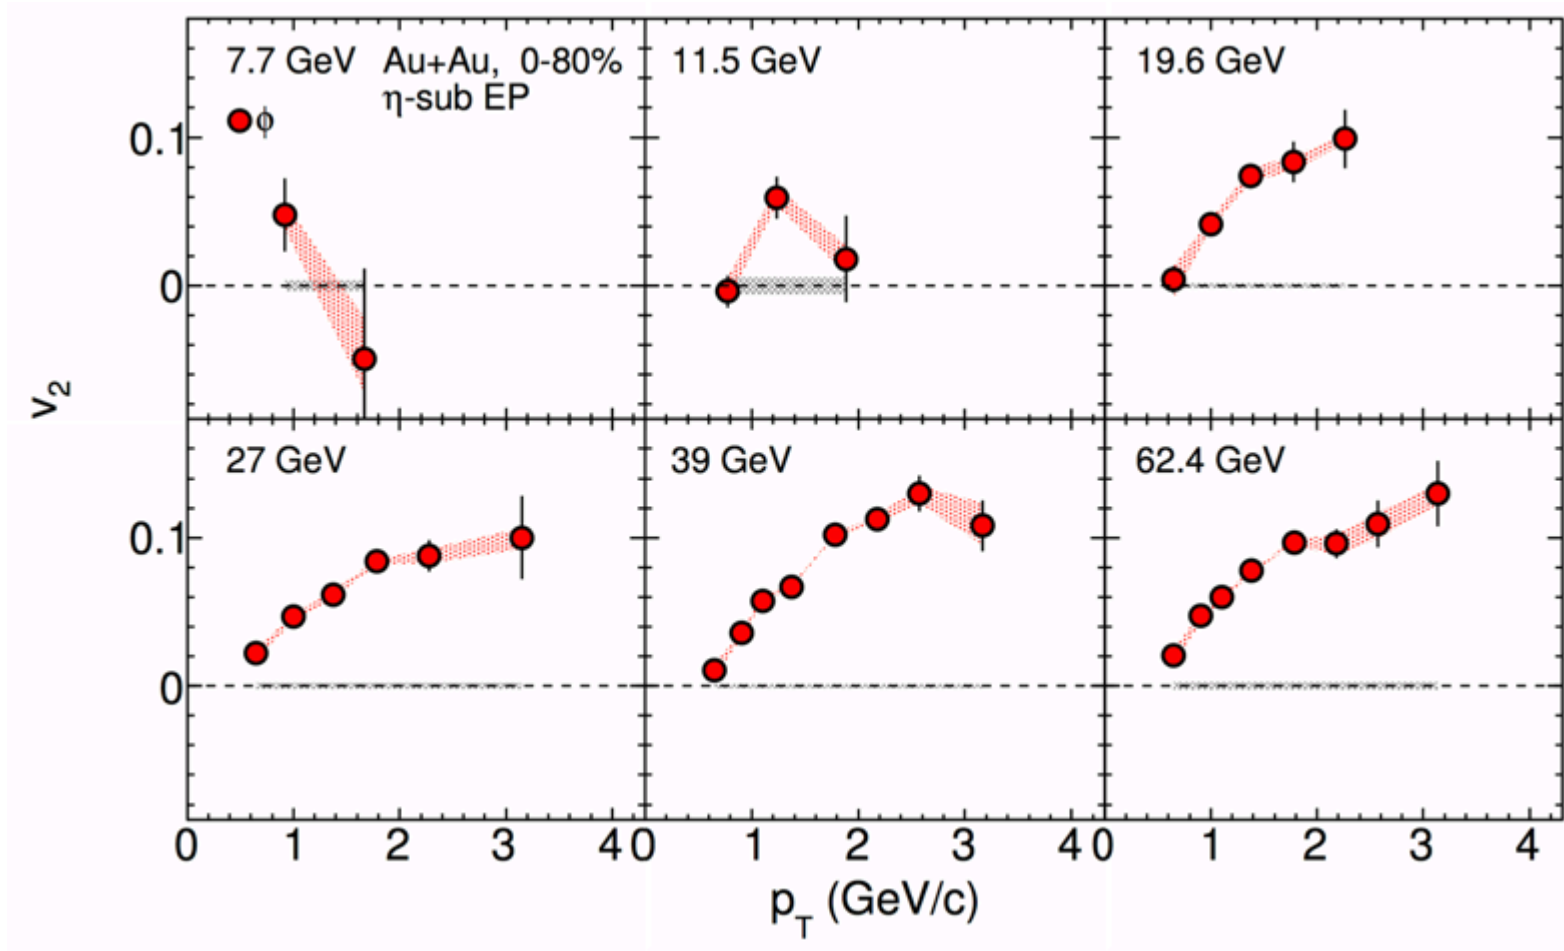 7.7 GeV Au+Au, 0-80%
η-sub EP
ϕ
11.5 GeV
19.6 GeV
0.1
0
v2
27 GeV
39 GeV
62.4 GeV
0.1
0
0 1 2 3 4 0 1 2 3 4 0 1 2 3 4
pT (GeV/c)